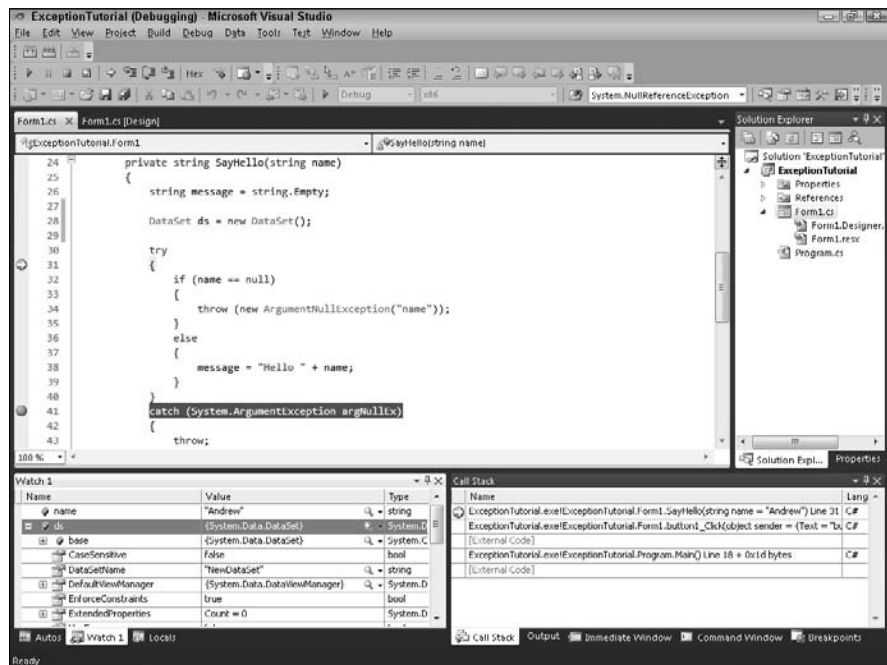 ExceptionTutorial (Debugging) - Microsoft Visual Studio
File Edit View Project Build Debug Data Tools Test Window Help
Hex
Debug x86 System.NullReferenceException
Form1.cs X Form1.cs [Design]
ExceptionTutorial.Form1 SayHello(string name)
24 private string SayHello(string name)
25 {
26 string message = string.Empty;
27
28 DataSet ds = new DataSet();
29
30 try
31 {
32 if (name == null)
33 {
34 throw (new ArgumentNullException("name"));
35 }
36 else
37 {
38 message = "Hello " + name;
39 }
40 }
41 catch (System.ArgumentException argNullEx)
42 {
43 throw;
100 %
Solution Explorer
Solution 'ExceptionTutorial'
ExceptionTutorial
Properties
References
Form1.cs
Form1.Designer.
Form1.resx
Program.cs
Solution Expl... Properties
Watch 1
Name Value Type
name "Andrew" string
ds {System.Data.DataSet} System.D
base {System.Data.DataSet} System.C
CaseSensitive false bool
DataSetName "NewDataSet" string
DefaultViewManager {System.Data.DataViewManager} System.D
EnforceConstraints true bool
ExtendedProperties Count = 0 System.D
Autos Watch 1 Locals
Call Stack
Name Lang
ExceptionTutorial.exe!ExceptionTutorial.Form1.SayHello(string name = "Andrew") Line 31 C#
ExceptionTutorial.exe!ExceptionTutorial.Form1.button1_Click(object sender = {Text = "bu C#
[External Code]
ExceptionTutorial.exe!ExceptionTutorial.Program.Main() Line 18 + 0x1d bytes C#
[External Code]
Call Stack Output Immediate Window Command Window Breakpoints
Ready